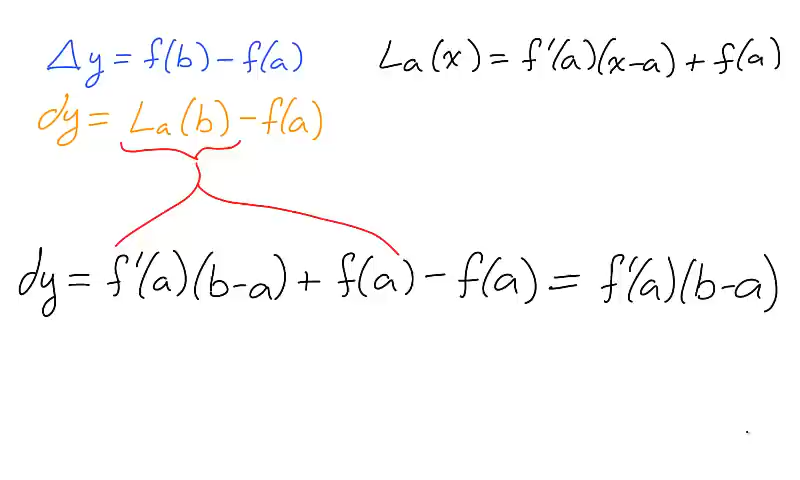 Δy = f(b) - f(a)
La(x) = f'(a)(x-a) + f(a)
dy = La(b) - f(a)
dy = f'(a)(b-a) + f(a) - f(a) = f'(a)(b-a)